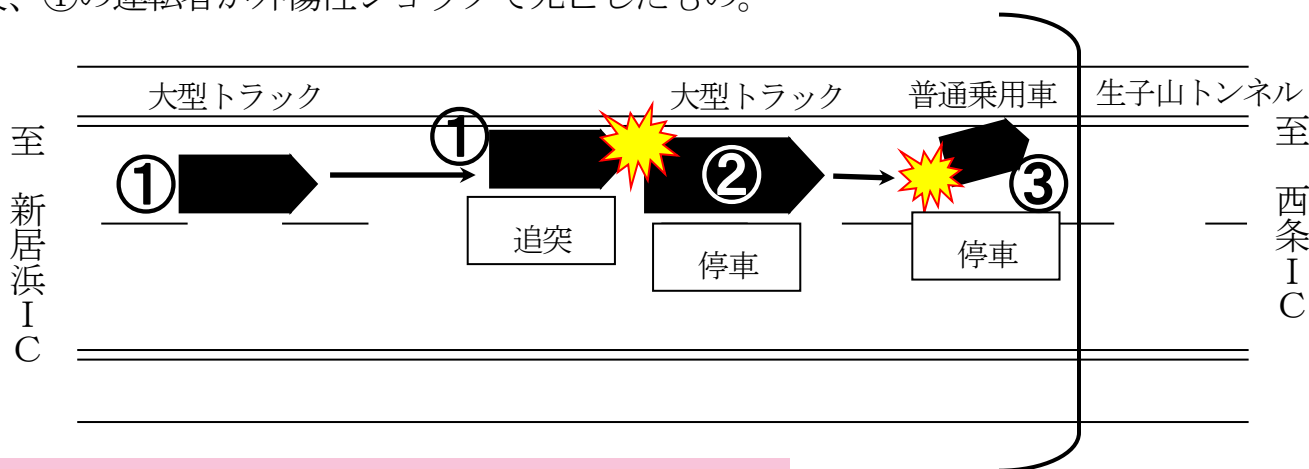 、①の運転者が外傷性ショックで死亡したもの。
大型トラック
大型トラック
普通乗用車
生子山トンネル
至 新居浜ＩＣ
①
①
②
③
至 西条ＩＣ
追突
停車
停車